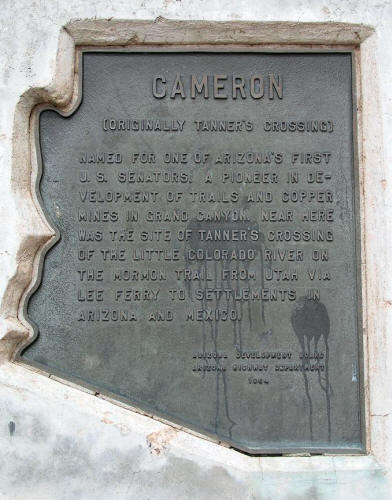 CAMERON
(ORIGINALLY TANNER'S CROSSING)
NAMED FOR ONE OF ARIZONA'S FIRST
U. S. SENATORS. A PIONEER IN DE-
VELOPMENT OF TRAILS AND COPPER
MINES IN GRAND CANYON. NEAR HERE
WAS THE SITE OF TANNER'S CROSSING
OF THE LITTLE COLORADO RIVER ON
THE MORMON TRAIL FROM UTAH VIA
LEE FERRY TO SETTLEMENTS IN
ARIZONA AND MEXICO.
ARIZONA DEVELOPMENT BOARD
ARIZONA HIGHWAY DEPARTMENT
1964